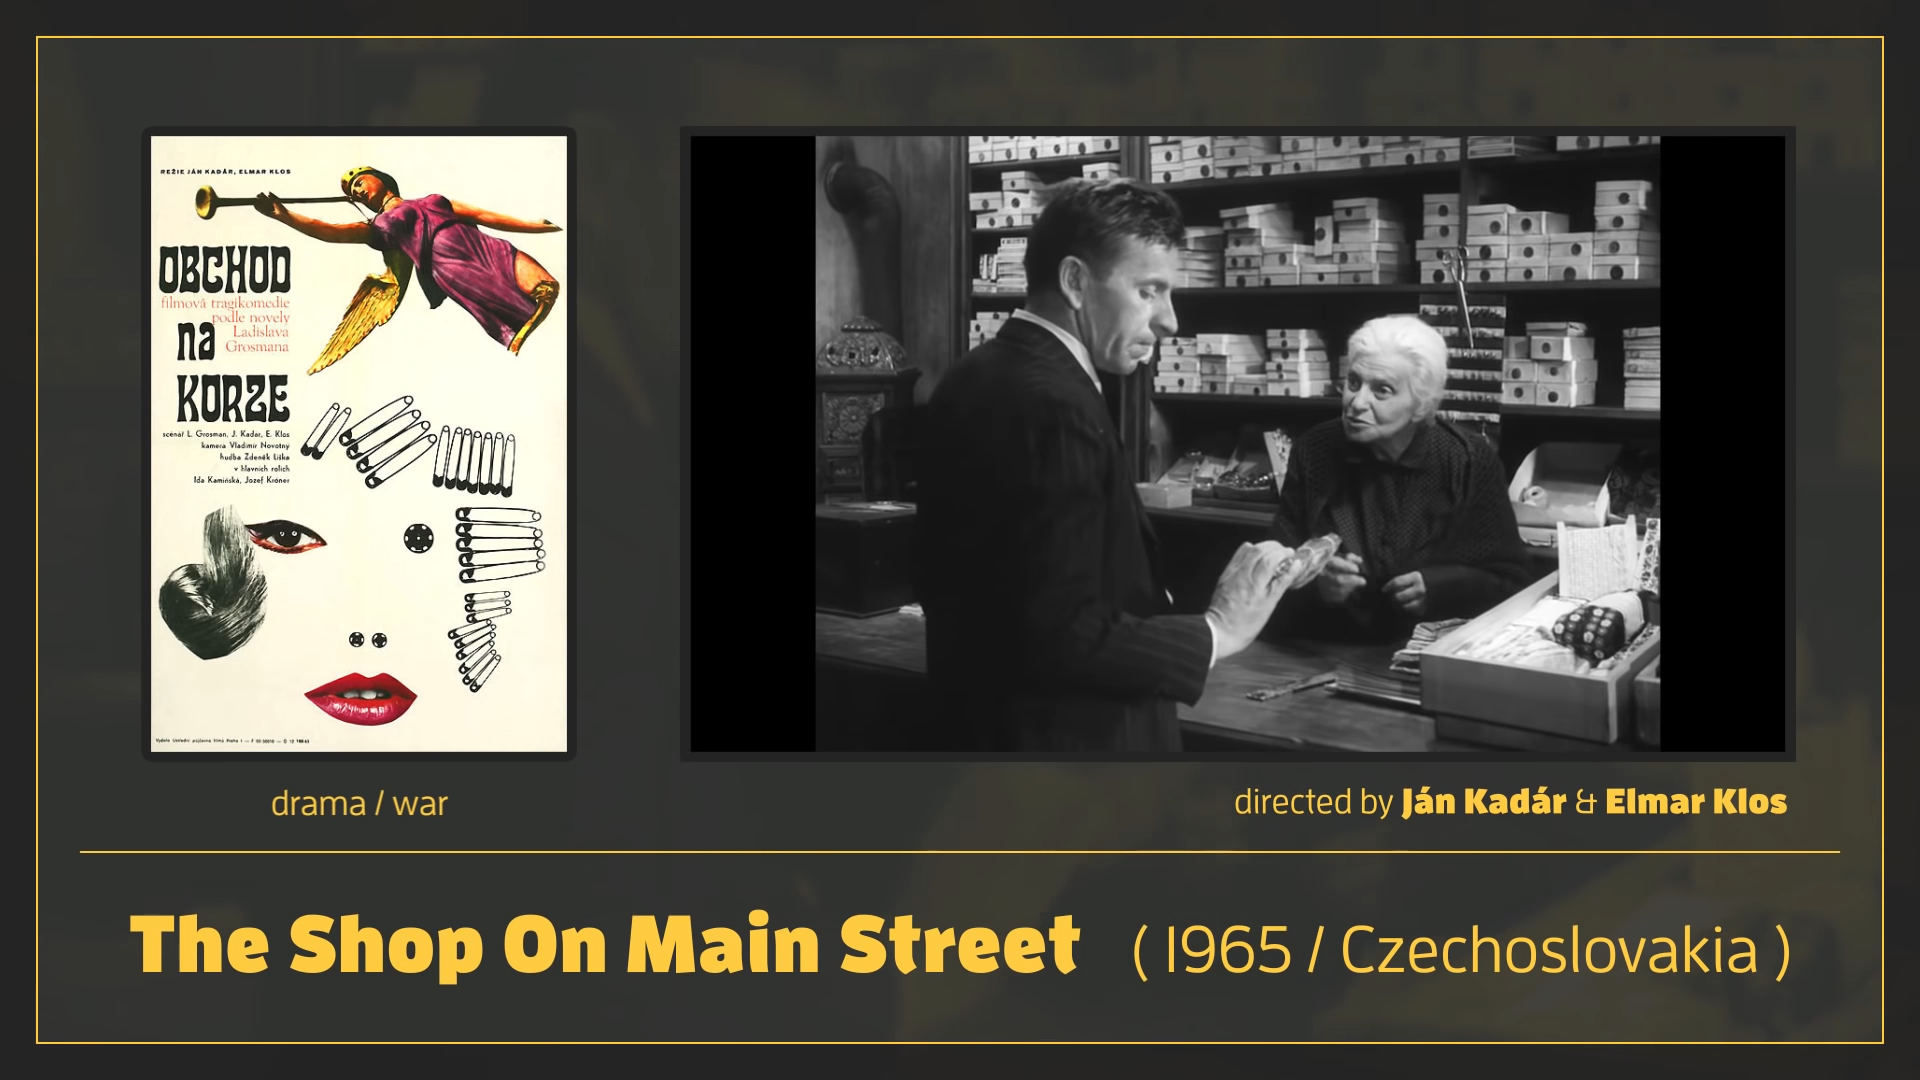 REŽIE JÁN KADÁR, ELMAR KLOS
OBCHOD
filmová tragikomedie
podle novely
na
Ladislava
Grosmana
KORZE
scénář L. Grosman, J. Kadár, E. Klos
kamera Vladimír Novotný
hudba Zdeněk Liška
v hlavních rolích
Ida Kamińská, Jozef Króner
drama / war
directed by Ján Kadár & Elmar Klos
The Shop On Main Street ( 1965 / Czechoslovakia )